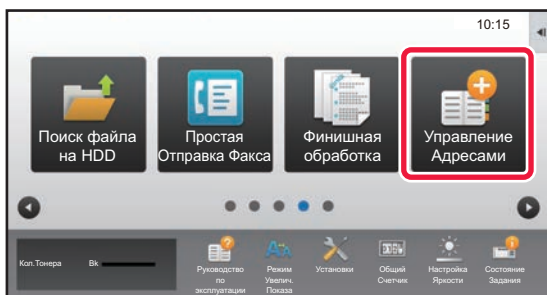 10:15
Поиск файла
на HDD
Простая
Отправка Факса
Финишная
обработка
Управление
Адресами
Кол.Тонера Bk
Руководство
по
эксплуатации
Режим
Увелич.
Показа
Установки
Общий
Счетчик
Настройка
Яркости
Состояние
Задания